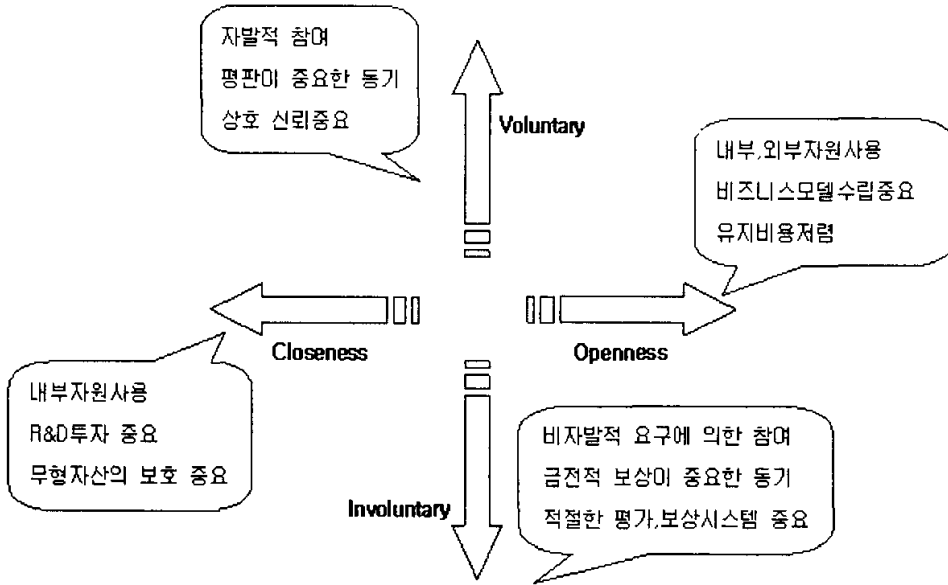 자발적 참여
평판이 중요한 동기
상호 신뢰중요
Voluntary
내부,외부자원사용
비즈니스모델수립중요
유지비용저렴
Closeness
Openness
내부자원사용
R&D투자 중요
무형자산의 보호 중요
비자발적 요구에 의한 참여
금전적 보상이 중요한 동기
적절한 평가,보상시스템 중요
Involuntary